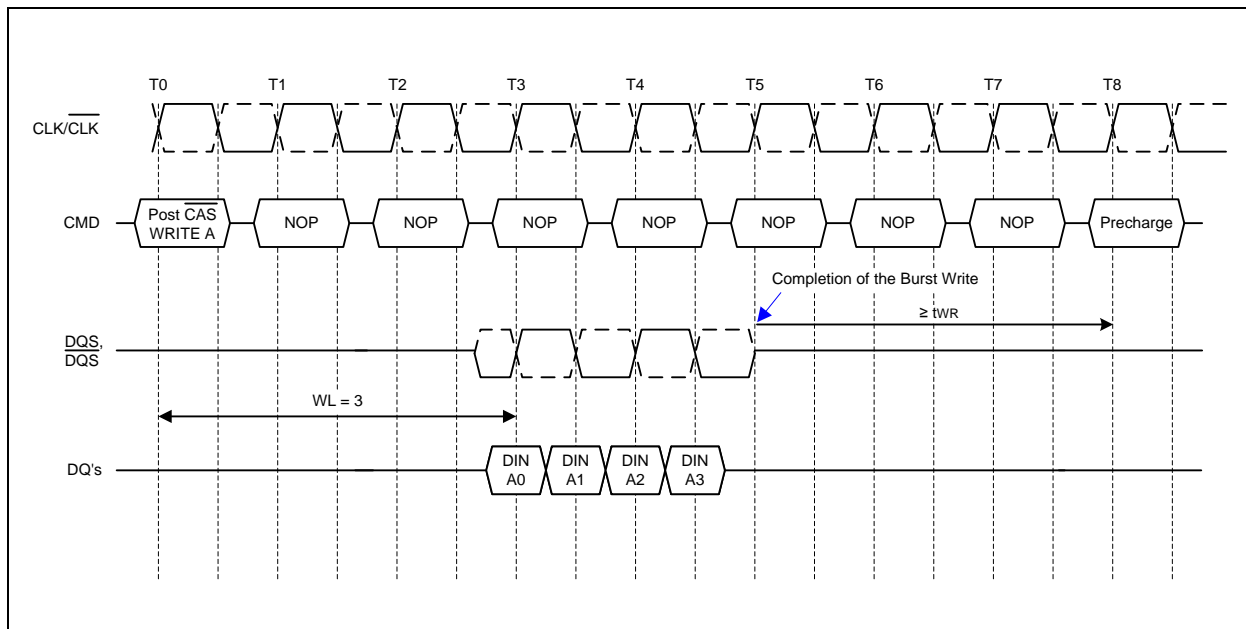 T0 T1 T2 T3 T4 T5 T6 T7 T8
CLK/CLK
CMD
Post CAS
WRITE A
NOP NOP NOP NOP NOP NOP NOP Precharge
Completion of the Burst Write
≥ tWR
DQS,
DQS
WL = 3
DQ's
DIN DIN DIN DIN
A0 A1 A2 A3